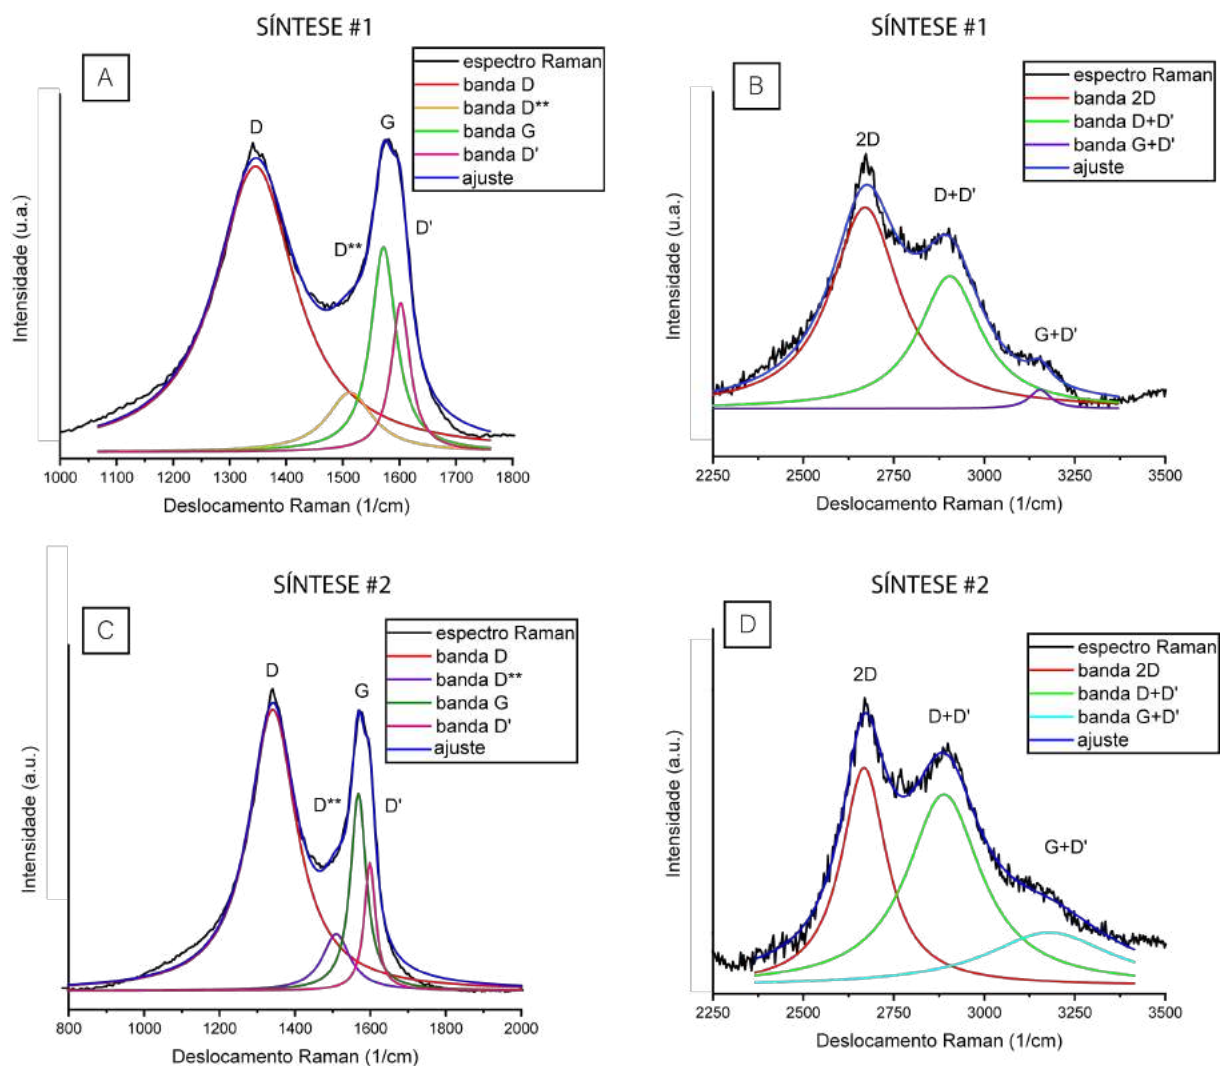 SÍNTESE #1
A
espectro Raman
banda D
banda D**
banda G
banda D'
ajuste
D
G
D**
D'
Intensidade (u.a.)
1000 1100 1200 1300 1400 1500 1600 1700 1800
Deslocamento Raman (1/cm)
SÍNTESE #1
B
espectro Raman
banda 2D
banda D+D'
banda G+D'
ajuste
2D
D+D'
G+D'
Intensidade (u.a.)
2250 2500 2750 3000 3250 3500
Deslocamento Raman (1/cm)
SÍNTESE #2
C
espectro Raman
banda D
banda D**
banda G
banda D'
ajuste
D
G
D**
D'
Intensidade (a.u.)
800 1000 1200 1400 1600 1800 2000
Deslocamento Raman (1/cm)
SÍNTESE #2
D
espectro Raman
banda 2D
banda D+D'
banda G+D'
ajuste
2D
D+D'
G+D'
Intensidade (u.a.)
2250 2500 2750 3000 3250 3500
Deslocamento Raman (1/cm)